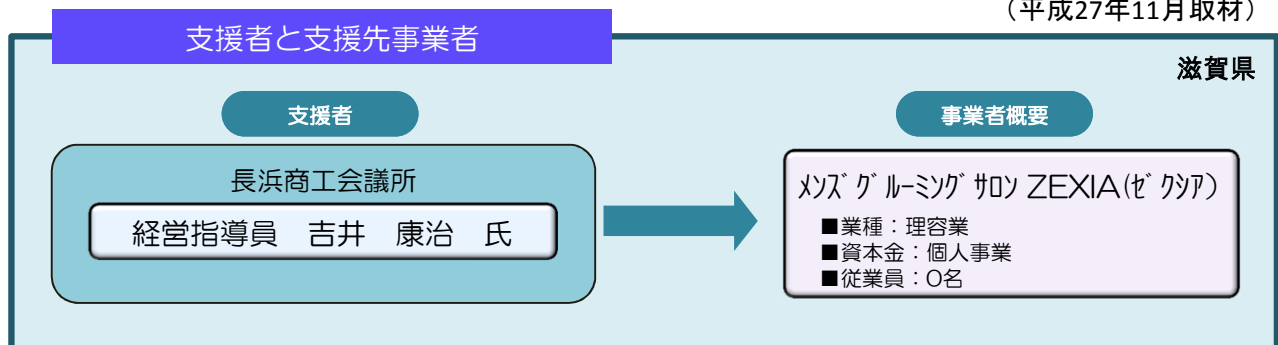 （平成27年11月取材）
支援者と支援先事業者
滋賀県
支援者
長浜商工会議所
経営指導員　吉井　康治　氏
事業者概要
ﾒﾝｽﾞｸﾞﾙｰﾐﾝｸﾞｻﾛﾝ ZEXIA(ｾﾞｸｼｱ)
■業種：理容業
■資本金：個人事業
■従業員：0名